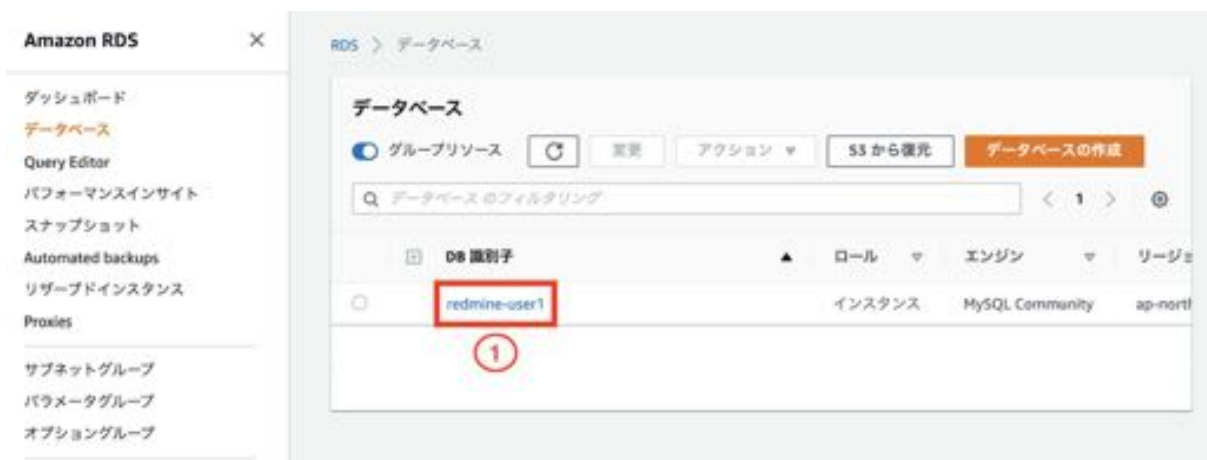 Amazon RDS
ダッシュボード
データベース
Query Editor
パフォーマンスインサイト
スナップショット
Automated backups
リザーブドインスタンス
Proxies
サブネットグループ
パラメータグループ
オプショングループ
RDS > データベース
データベース
グループリソース 変更 アクション S3 から復元 データベースの作成
データベース のフィルタリング < 1 >
DB 識別子 ロール エンジン リージョ
redmine-user1 インスタンス MySQL Community ap-nort
1